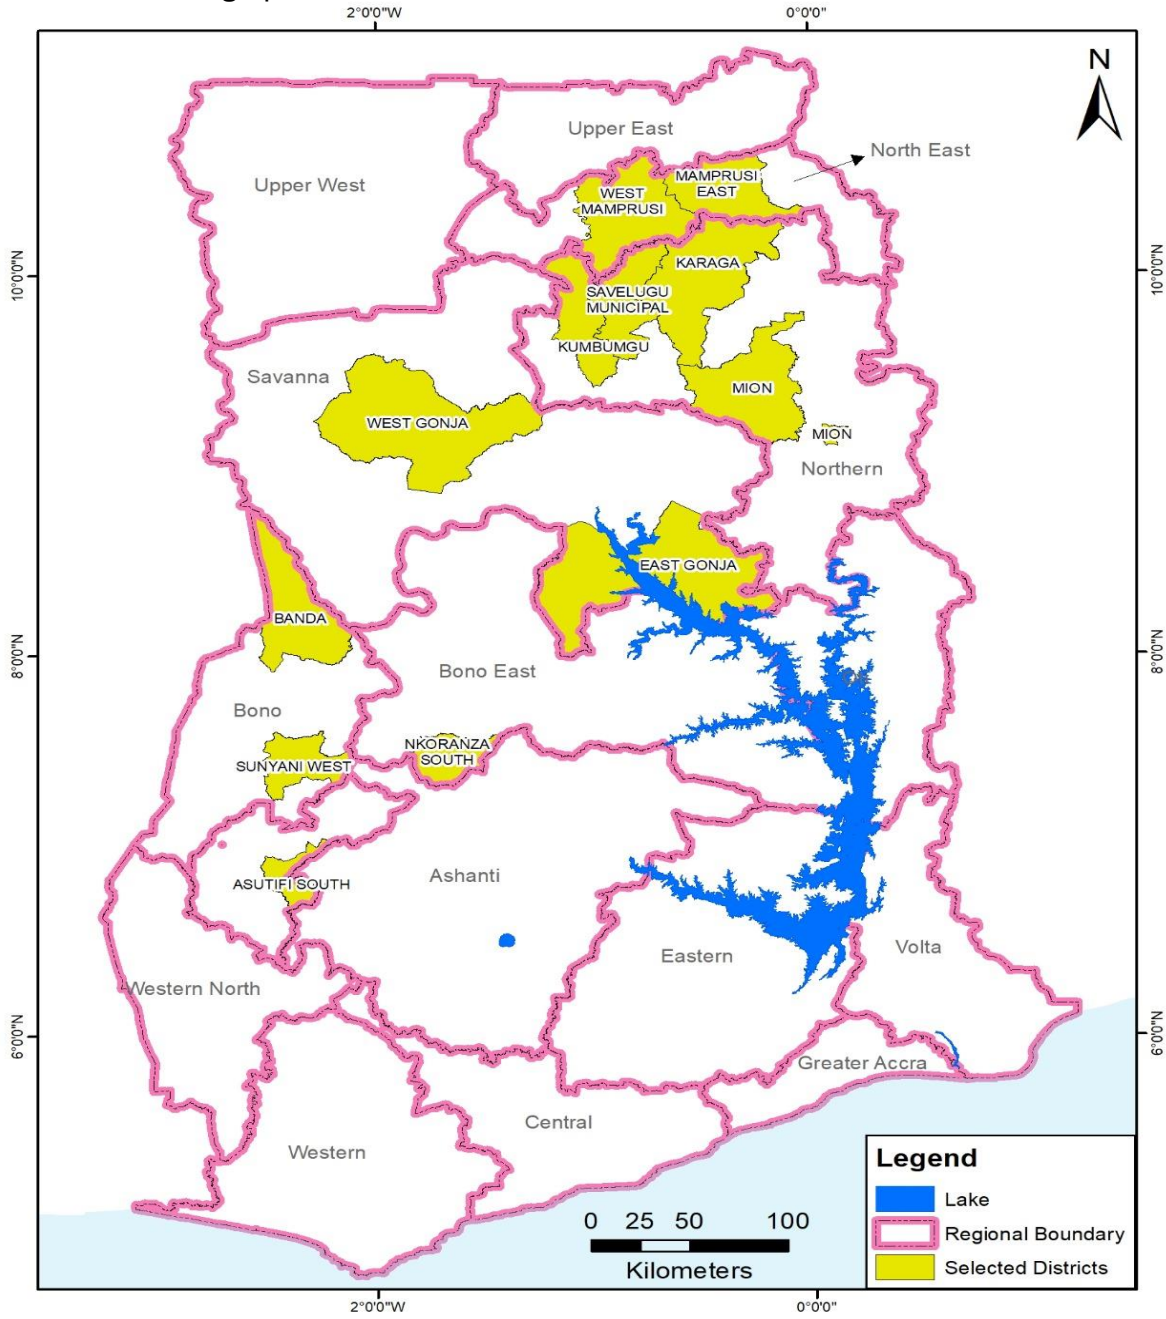 2°0'0"W
0°0'0"
N
Upper East
North East
Upper West
MAMPRUSI
EAST
WEST
MAMPRUSI
10°0'0"N
10°0'0"N
KARAGA
SAVELUGU
MUNICIPAL
KUMBUMGU
Savanna
MION
WEST GONJA
MION
Northern
EAST GONJA
BANDA
8°0'0"N
8°0'0"N
Bono East
Bono
NKORANZA
SOUTH
SUNYANI WEST
Ashanti
ASUTIFI SOUTH
Volta
Eastern
Western North
6°0'0"N
6°0'0"N
Greater Accra
Central
Western
Legend
Lake
Regional Boundary
Selected Districts
0 25 50 100
Kilometers
2°0'0"W
0°0'0"